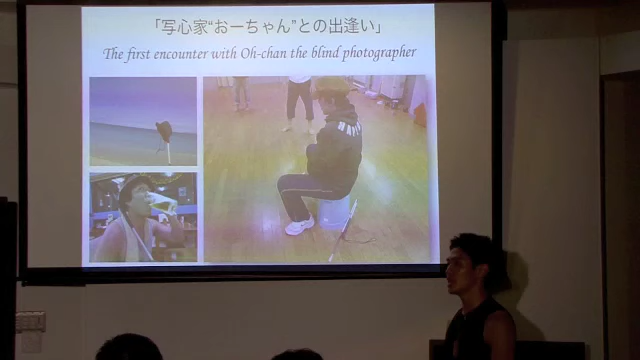 「写心家“おーちゃん”との出逢い」
The first encounter with Oh-chan the blind photographer